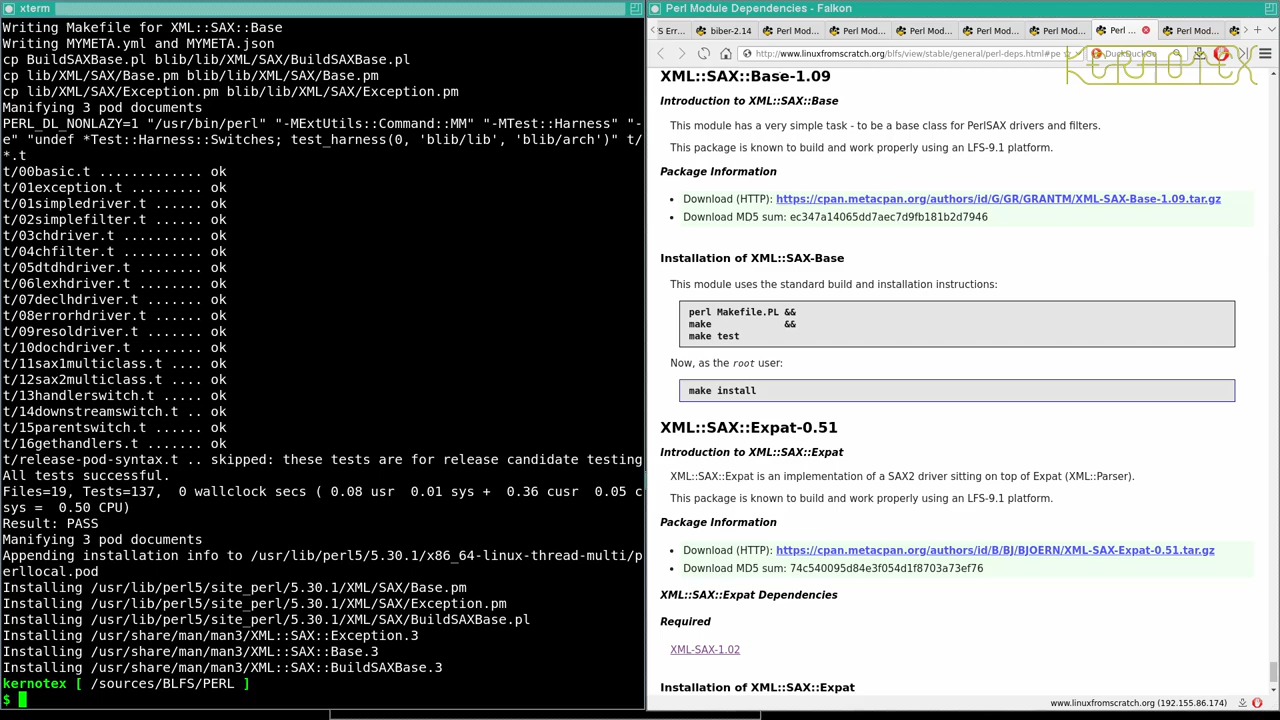 xterm
Writing Makefile for XML::SAX::Base
Writing MYMETA.yml and MYMETA.json
cp BuildSAXBase.pl blib/lib/XML/SAX/BuildSAXBase.pl
cp lib/XML/SAX/Base.pm blib/lib/XML/SAX/Base.pm
cp lib/XML/SAX/Exception.pm blib/lib/XML/SAX/Exception.pm
Manifying 3 pod documents
PERL_DL_NONLAZY=1 "/usr/bin/perl" "-MExtUtils::Command::MM" "-MTest::Harness" "-
e" "undef *Test::Harness::Switches; test_harness(0, 'blib/lib', 'blib/arch')" t/
*.t
t/00basic.t ............. ok
t/01exception.t ......... ok
t/01simpledriver.t ...... ok
t/02simplefilter.t ...... ok
t/03chdriver.t .......... ok
t/04chfilter.t .......... ok
t/05dtdhdriver.t ........ ok
t/06lexhdriver.t ........ ok
t/07declhdriver.t ....... ok
t/08errorhdriver.t ...... ok
t/09resoldriver.t ....... ok
t/10dochdriver.t ........ ok
t/11sax1multiclass.t .... ok
t/12sax2multiclass.t .... ok
t/13handlerswitch.t ..... ok
t/14downstreamswitch.t .. ok
t/15parentswitch.t ...... ok
t/16gethandlers.t ....... ok
t/release-pod-syntax.t .. skipped: these tests are for release candidate testing
All tests successful.
Files=19, Tests=137,  0 wallclock secs ( 0.08 usr  0.01 sys +  0.36 cusr  0.05 c
sys =  0.50 CPU)
Result: PASS
Manifying 3 pod documents
Appending installation info to /usr/lib/perl5/5.30.1/x86_64-linux-thread-multi/p
erllocal.pod
Installing /usr/lib/perl5/site_perl/5.30.1/XML/SAX/Base.pm
Installing /usr/lib/perl5/site_perl/5.30.1/XML/SAX/Exception.pm
Installing /usr/lib/perl5/site_perl/5.30.1/XML/SAX/BuildSAXBase.pl
Installing /usr/share/man/man3/XML::SAX::Exception.3
Installing /usr/share/man/man3/XML::SAX::Base.3
Installing /usr/share/man/man3/XML::SAX::BuildSAXBase.3
kernotex [ /sources/BLFS/PERL ]
$
Perl Module Dependencies - Falkon
S Err... biber-2.14 Perl Mod... Perl Mod... Perl Mod... Perl Mod... Perl Mod... Perl ... Perl Mod...
http://www.linuxfromscratch.org/blfs/view/stable/general/perl-deps.html#pe DuckDuckGo
KERNOTEX
XML::SAX::Base-1.09
Introduction to XML::SAX::Base
This module has a very simple task - to be a base class for PerlSAX drivers and filters.
This package is known to build and work properly using an LFS-9.1 platform.
Package Information
• Download (HTTP): https://cpan.metacpan.org/authors/id/G/GR/GRANTM/XML-SAX-Base-1.09.tar.gz
• Download MD5 sum: ec347a14065dd7aec7d9fb181b2d7946
Installation of XML::SAX-Base
This module uses the standard build and installation instructions:
perl Makefile.PL &&
make             &&
make test
Now, as the root user:
make install
XML::SAX::Expat-0.51
Introduction to XML::SAX::Expat
XML::SAX::Expat is an implementation of a SAX2 driver sitting on top of Expat (XML::Parser).
This package is known to build and work properly using an LFS-9.1 platform.
Package Information
• Download (HTTP): https://cpan.metacpan.org/authors/id/B/BJ/BJOERN/XML-SAX-Expat-0.51.tar.gz
• Download MD5 sum: 74c540095d84e3f054d1f8703a73ef76
XML::SAX::Expat Dependencies
Required
XML-SAX-1.02
Installation of XML::SAX::Expat
www.linuxfromscratch.org (192.155.86.174)